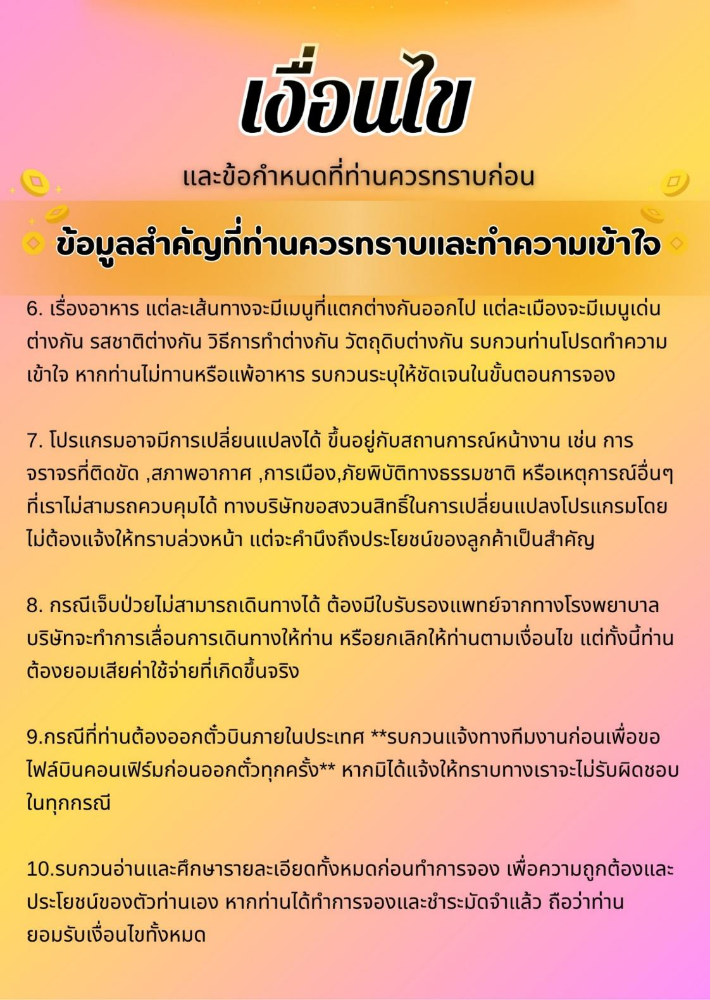 เงื่อนไข
และข้อกำหนดที่ท่านควรทราบก่อน
ข้อมูลสำคัญที่ท่านควรทราบและทำความเข้าใจ
6. เรื่องอาหาร แต่ละเส้นทางจะมีเมนูที่แตกต่างกันออกไป แต่ละเมืองจะมีเมนูเด่น
ต่างกัน รสชาติต่างกัน วิธีการทำต่างกัน วัตถุดิบต่างกัน รบกวนท่านโปรดทำความ
เข้าใจ หากท่านไม่ทานหรือแพ้อาหาร รบกวนระบุให้ชัดเจนในขั้นตอนการจอง
7. โปรแกรมอาจมีการเปลี่ยนแปลงได้ ขึ้นอยู่กับสถานการณ์หน้างาน เช่น การ
จราจรที่ติดขัด ,สภาพอากาศ ,การเมือง,ภัยพิบัติทางธรรมชาติ หรือเหตุการณ์อื่นๆ
ที่เราไม่สามรถควบคุมได้ ทางบริษัทขอสงวนสิทธิ์ในการเปลี่ยนแปลงโปรแกรมโดย
ไม่ต้องแจ้งให้ทราบล่วงหน้า แต่จะคำนึงถึงประโยชน์ของลูกค้าเป็นสำคัญ
8. กรณีเจ็บป่วยไม่สามารถเดินทางได้ ต้องมีใบรับรองแพทย์จากทางโรงพยาบาล
บริษัทจะทำการเลื่อนการเดินทางให้ท่าน หรือยกเลิกให้ท่านตามเงื่อนไข แต่ทั้งนี้ท่าน
ต้องยอมเสียค่าใช้จ่ายที่เกิดขึ้นจริง
9.กรณีที่ท่านต้องออกตั๋วบินภายในประเทศ **รบกวนแจ้งทางทีมงานก่อนเพื่อขอ
ไฟล์บินคอนเฟิร์มก่อนออกตั๋วทุกครั้ง** หากมิได้แจ้งให้ทราบทางเราจะไม่รับผิดชอบ
ในทุกกรณี
10.รบกวนอ่านและศึกษารายละเอียดทั้งหมดก่อนทำการจอง เพื่อความถูกต้องและ
ประโยชน์ของตัวท่านเอง หากท่านได้ทำการจองและชำระมัดจำแล้ว ถือว่าท่าน
ยอมรับเงื่อนไขทั้งหมด